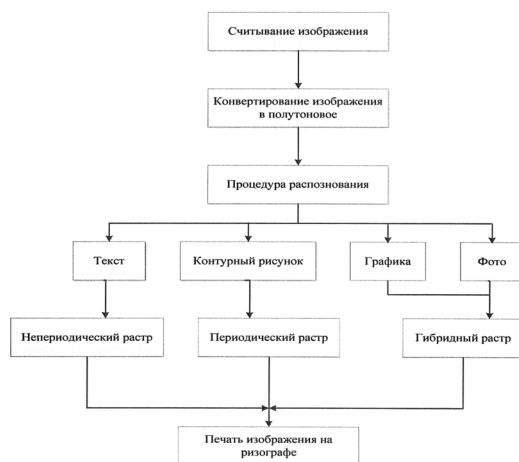 Считывание изображения
Конвертирование изображения
в полутоновое
Процедура распознования
Текст
Контурный рисунок
Графика
Фото
Непериодический растр
Периодический растр
Гибридный растр
Печать изображения на
ризографе